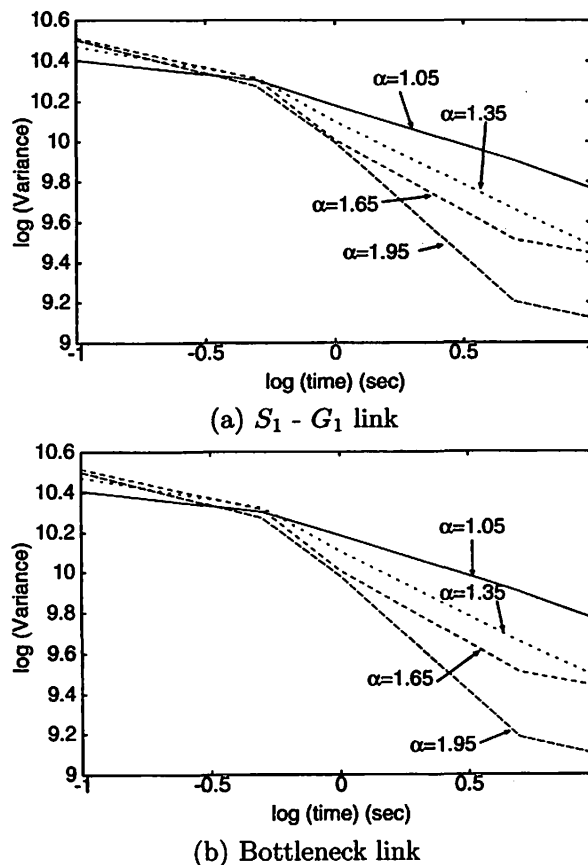 10.6
10.4
10.2
10
9.8
9.6
9.4
9.2
9
log (Variance)
α=1.05
α=1.35
α=1.65
α=1.95
-1
-0.5
0
0.5
log (time) (sec)
(a) S₁ - G₁ link
10.6
10.4
10.2
10
9.8
9.6
9.4
9.2
9
log (Variance)
α=1.05
α=1.35
α=1.65
α=1.95
-1
-0.5
0
0.5
log (time) (sec)
(b) Bottleneck link